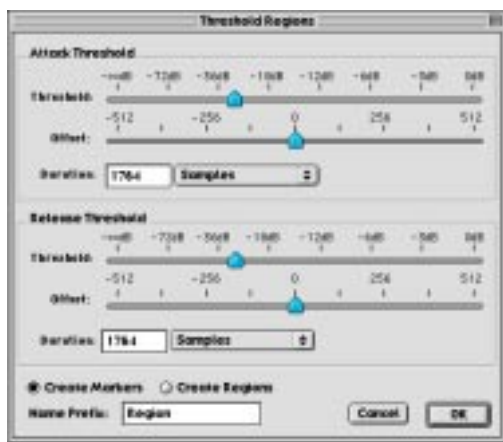 Threshold Regions
Attack Threshold
-∞dB -72dB -36dB -18dB -12dB -6dB -3dB 0dB
Threshold:
-512 -256 0 256 512
Offset:
Duration: 1764 Samples
Release Threshold
-∞dB -72dB -36dB -18dB -12dB -6dB -3dB 0dB
Threshold:
-512 -256 0 256 512
Offset:
Duration: 1764 Samples
Create Markers Create Regions
Name Prefix: Region Cancel OK